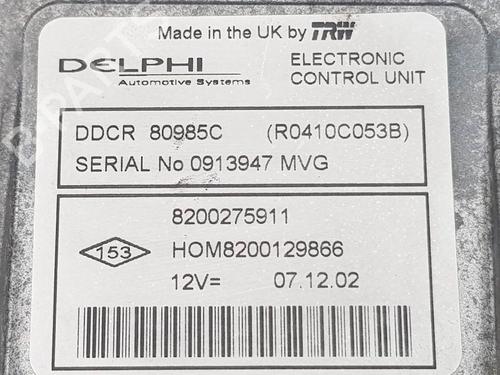 Made in the UK by TRW
DELPHI
Automotive Systems
ELECTRONIC
CONTROL UNIT
DDCR 80985C (R0410C053B)
SERIAL No 0913947 MVG
8200275911
153
HOM8200129866
12V= 07.12.02
B-PARTS